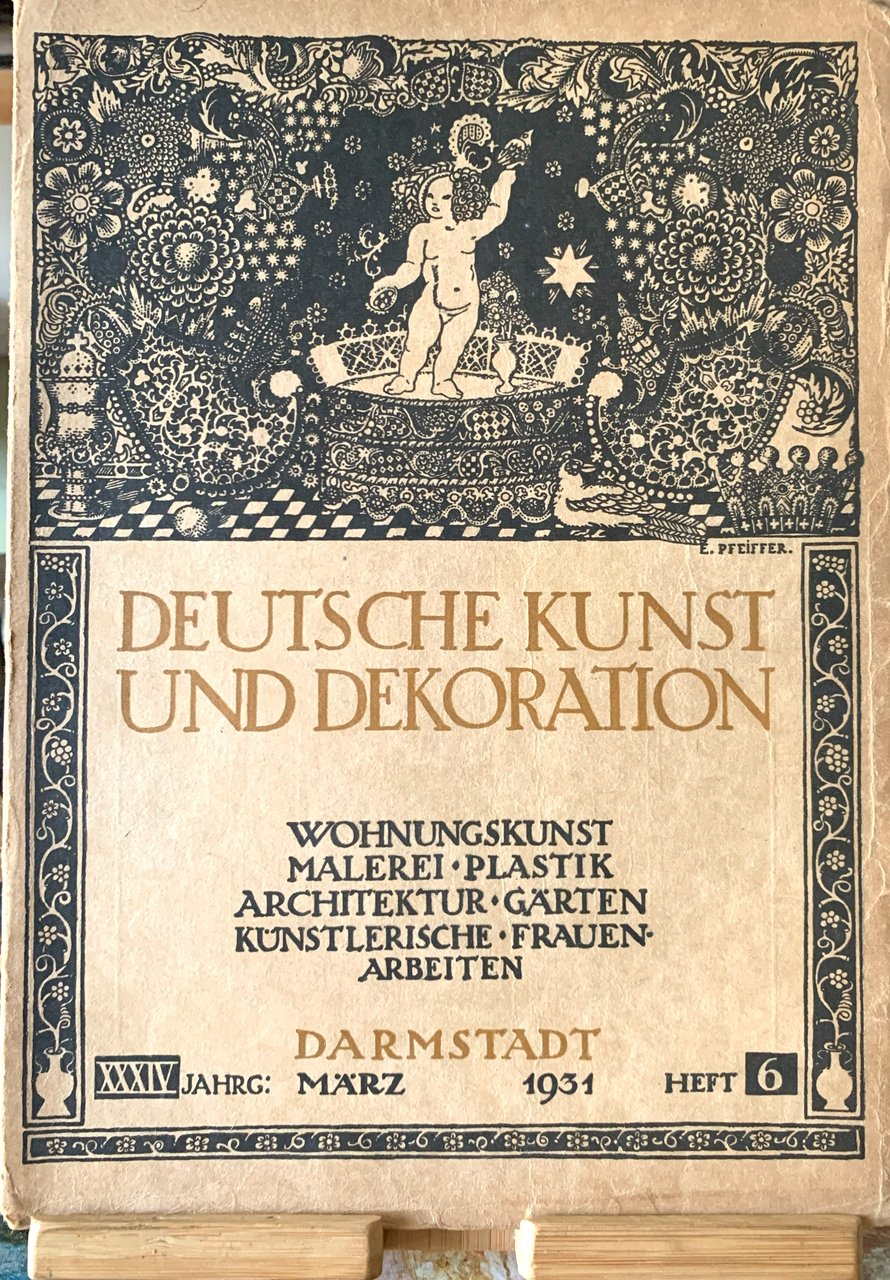 E. PFEIFFER.
DEUTSCHE KUNST
UND DEKORATION
WOHNUNGSKUNST
MALEREI · PLASTIK
ARCHITEKTUR · GÄRTEN
KÜNSTLERISCHE · FRAUEN-
ARBEITEN
DARMSTADT
XXXIV JAHRG: MÄRZ 1931 HEFT 6